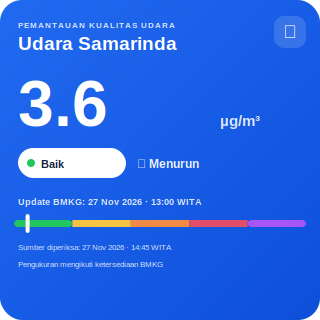 PEMANTAUAN KUALITAS UDARA
Udara Samarinda
3.6
µg/m³
Baik
Menurun
Update BMKG: 27 Nov 2026 · 13:00 WITA
Sumber diperiksa: 27 Nov 2026 · 14:45 WITA
Pengukuran mengikuti ketersediaan BMKG